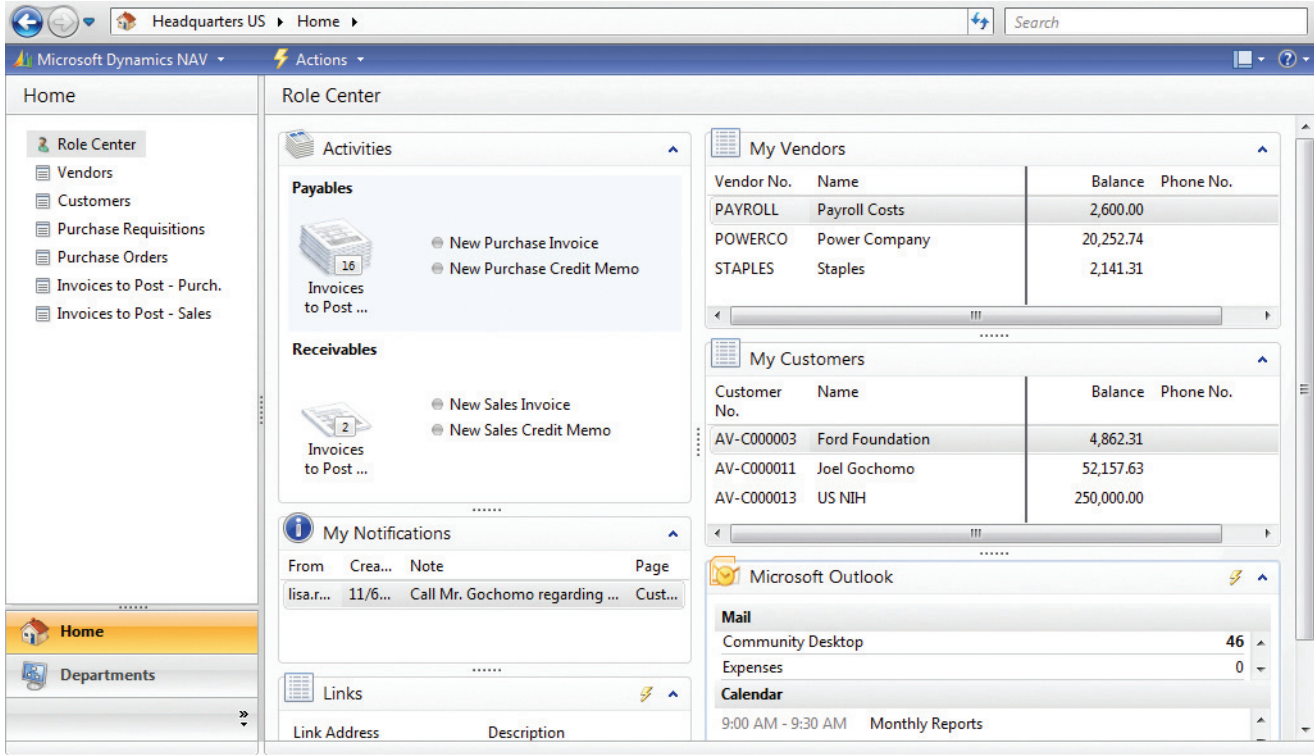 Headquarters US Home
Search
Microsoft Dynamics NAV Actions
Home
Role Center
Vendors
Customers
Purchase Requisitions
Purchase Orders
Invoices to Post - Purch.
Invoices to Post - Sales
Home
Departments
Role Center
Activities
Payables
16
Invoices
to Post ...
New Purchase Invoice
New Purchase Credit Memo
Receivables
2
Invoices
to Post ...
New Sales Invoice
New Sales Credit Memo
My Notifications
From Crea... Note Page
lisa.r... 11/6... Call Mr. Gochomo regarding ... Cust...
Links
Link Address Description
My Vendors
Vendor No. Name Balance Phone No.
PAYROLL Payroll Costs 2,600.00
POWERCO Power Company 20,252.74
STAPLES Staples 2,141.31
My Customers
Customer No. Name Balance Phone No.
AV-C000003 Ford Foundation 4,862.31
AV-C000011 Joel Gochomo 52,157.63
AV-C000013 US NIH 250,000.00
Microsoft Outlook
Mail
Community Desktop 46
Expenses 0
Calendar
9:00 AM - 9:30 AM Monthly Reports